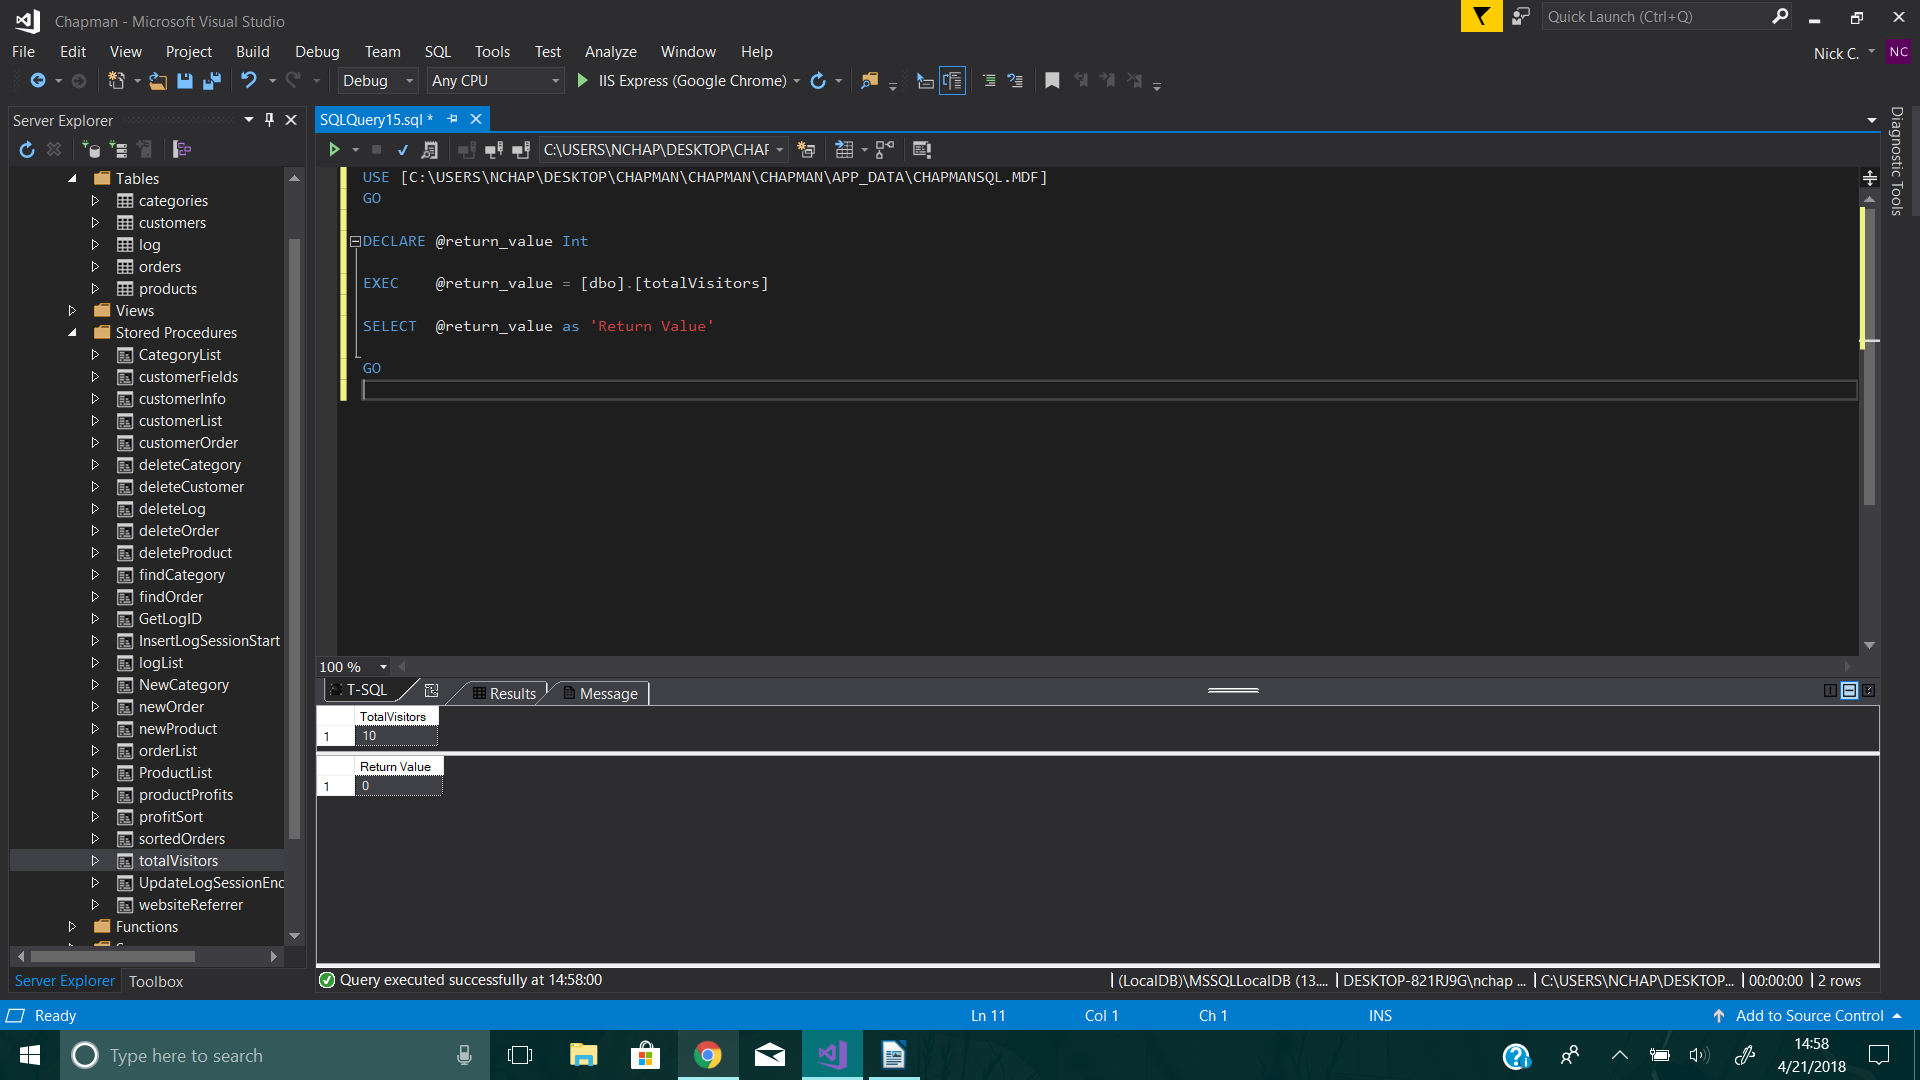 Chapman - Microsoft Visual Studio
Quick Launch (Ctrl+Q)
File Edit View Project Build Debug Team SQL Tools Test Analyze Window Help
Nick C. NC
Debug Any CPU IIS Express (Google Chrome)
Server Explorer
SQLQuery15.sql *
Diagnostic Tools
C:\USERS\NCHAP\DESKTOP\CHAP
Tables
categories
customers
log
orders
products
Views
Stored Procedures
CategoryList
customerFields
customerInfo
customerList
customerOrder
deleteCategory
deleteCustomer
deleteLog
deleteOrder
deleteProduct
findCategory
findOrder
GetLogID
InsertLogSessionStart
logList
NewCategory
newOrder
newProduct
orderList
ProductList
productProfits
profitSort
sortedOrders
totalVisitors
UpdateLogSessionEnd
websiteReferrer
Functions
Server Explorer Toolbox
USE [C:\USERS\NCHAP\DESKTOP\CHAPMAN\CHAPMAN\CHAPMAN\APP_DATA\CHAPMANSQL.MDF]
GO
DECLARE @return_value Int
EXEC @return_value = [dbo].[totalVisitors]
SELECT @return_value as 'Return Value'
GO
100 %
T-SQL Results Message
TotalVisitors
1 10
Return Value
1 0
Query executed successfully at 14:58:00
(LocalDB)\MSSQLLocalDB (13.... DESKTOP-821RJ9G\nchap ... C:\USERS\NCHAP\DESKTOP... 00:00:00 2 rows
Ready Ln 11 Col 1 Ch 1 INS Add to Source Control
Type here to search
14:58
4/21/2018